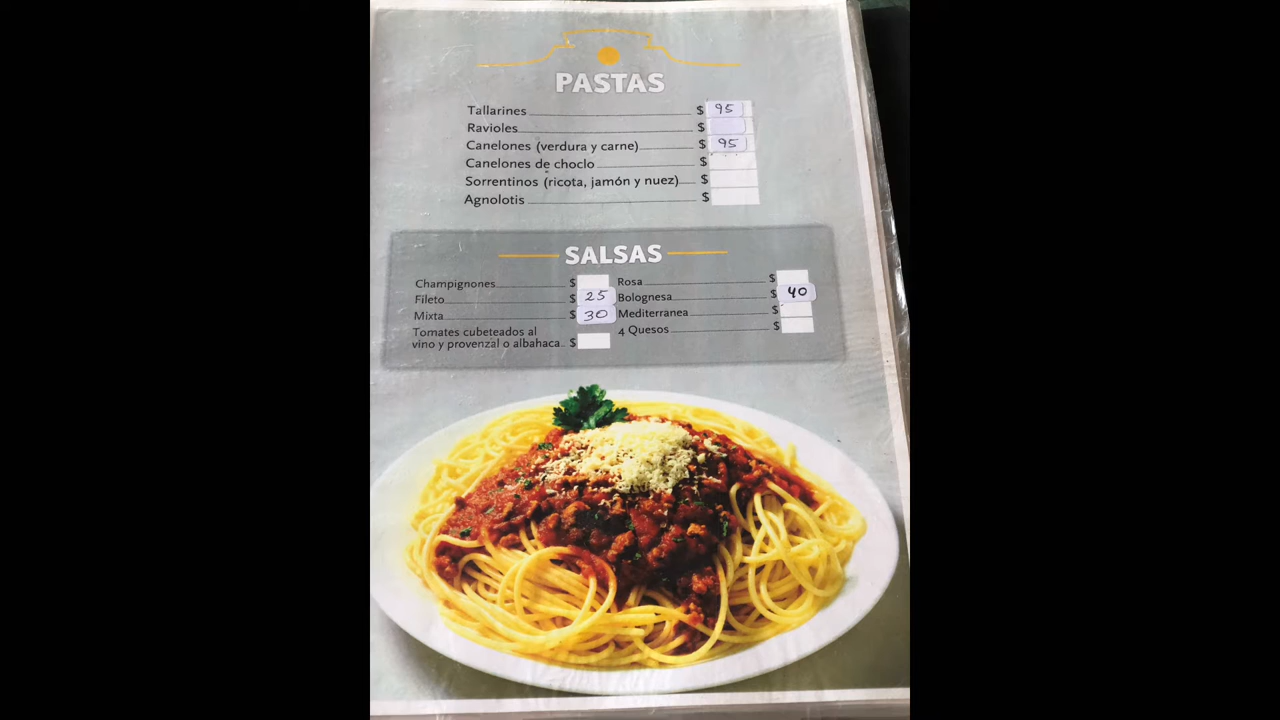 PASTAS
Tallarines $ 95
Ravioles $
Canelones (verdura y carne) $ 95
Canelones de choclo $
Sorrentinos (ricota, jamón y nuez) $
Agnolotis $
SALSAS
Champignones $
Fileto $ 25
Mixta $ 30
Tomates cubeteados al
vino y provenzal o albahaca $
Rosa $
Bolognesa $ 40
Mediterranea $
4 Quesos $